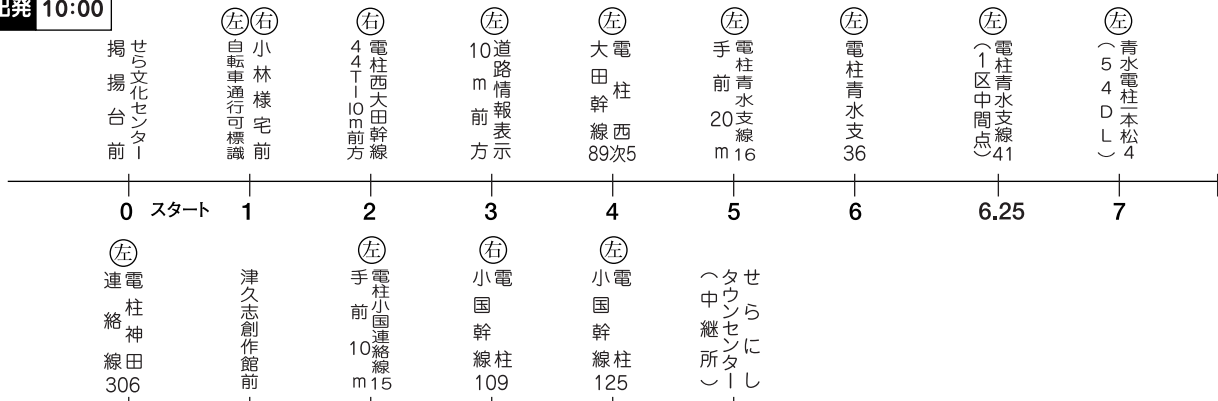 出発 10:00
せら文化センター
掲揚台前
左右
小林様宅前
自転車通行可標識
右
電柱西大田幹線
44T-10m前方
左
道路情報表示
10m前方
左
電柱西次5
大田幹線89
左
電柱青水支線16
手前20m
左
電柱青水支36
左
電柱青水支線41
(1区中間点)
左
青水電柱一本松4
(54DL)
0 スタート 1 2 3 4 5 6 6.25 7
左
電柱神田
連絡線306
津久志創作館前
左
電柱小国連絡線15
手前10m
右
電柱
小国幹線109
左
電柱
小国幹線125
せらにし
タウンセンター
(中継所)